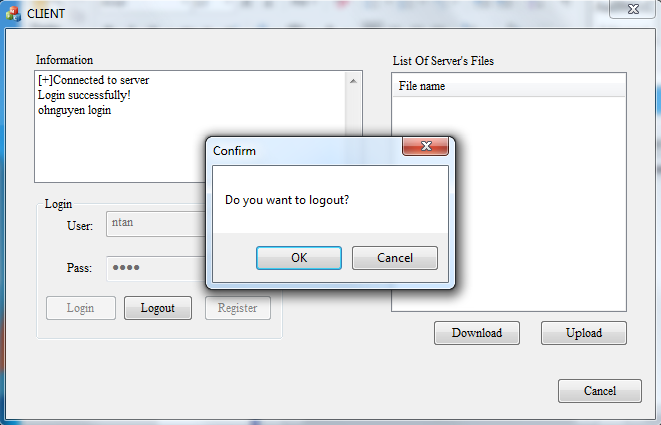 CLIENT
Information
[+]Connected to server
Login successfully!
ohnguyen login
List Of Server's Files
File name
Confirm
Do you want to logout?
OK
Cancel
Login
User:
ntan
Pass:
●●●●
Login
Logout
Register
Download
Upload
Cancel